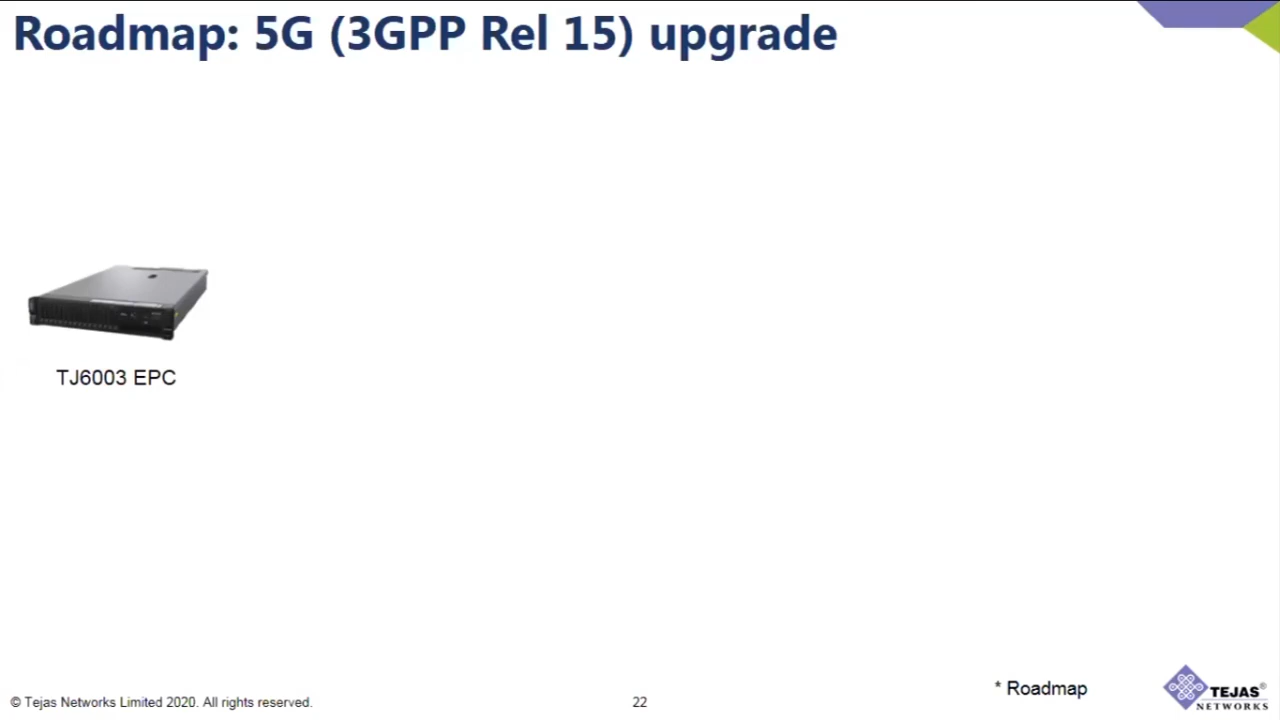 Roadmap: 5G (3GPP Rel 15) upgrade
TJ6003 EPC
* Roadmap
© Tejas Networks Limited 2020. All rights reserved.
22
TEJAS®
NETWORKS